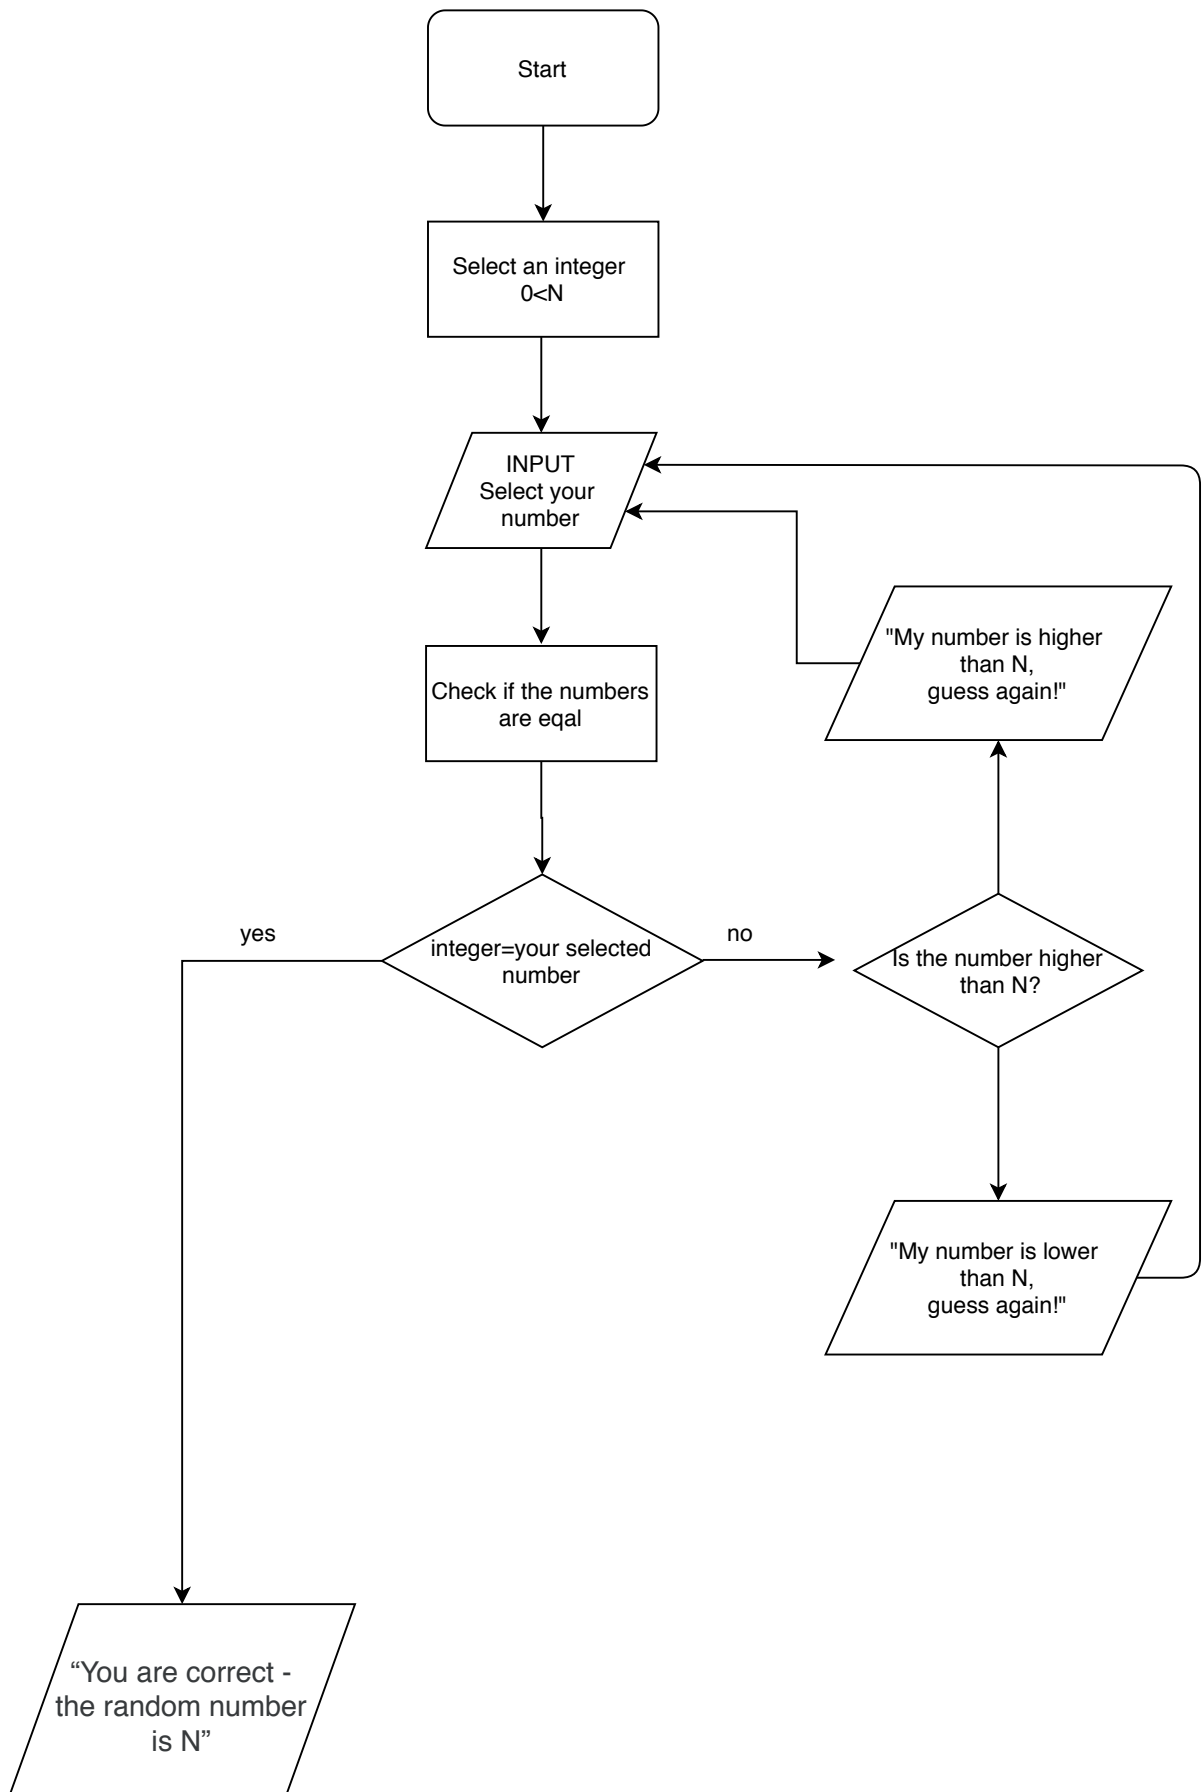 Start
Select an integer
0<N
INPUT
Select your
number
Check if the numbers
are eqal
integer=your selected
number
yes
no
Is the number higher
than N?
"My number is higher
than N,
guess again!"
"My number is lower
than N,
guess again!"
“You are correct -
the random number
is N”